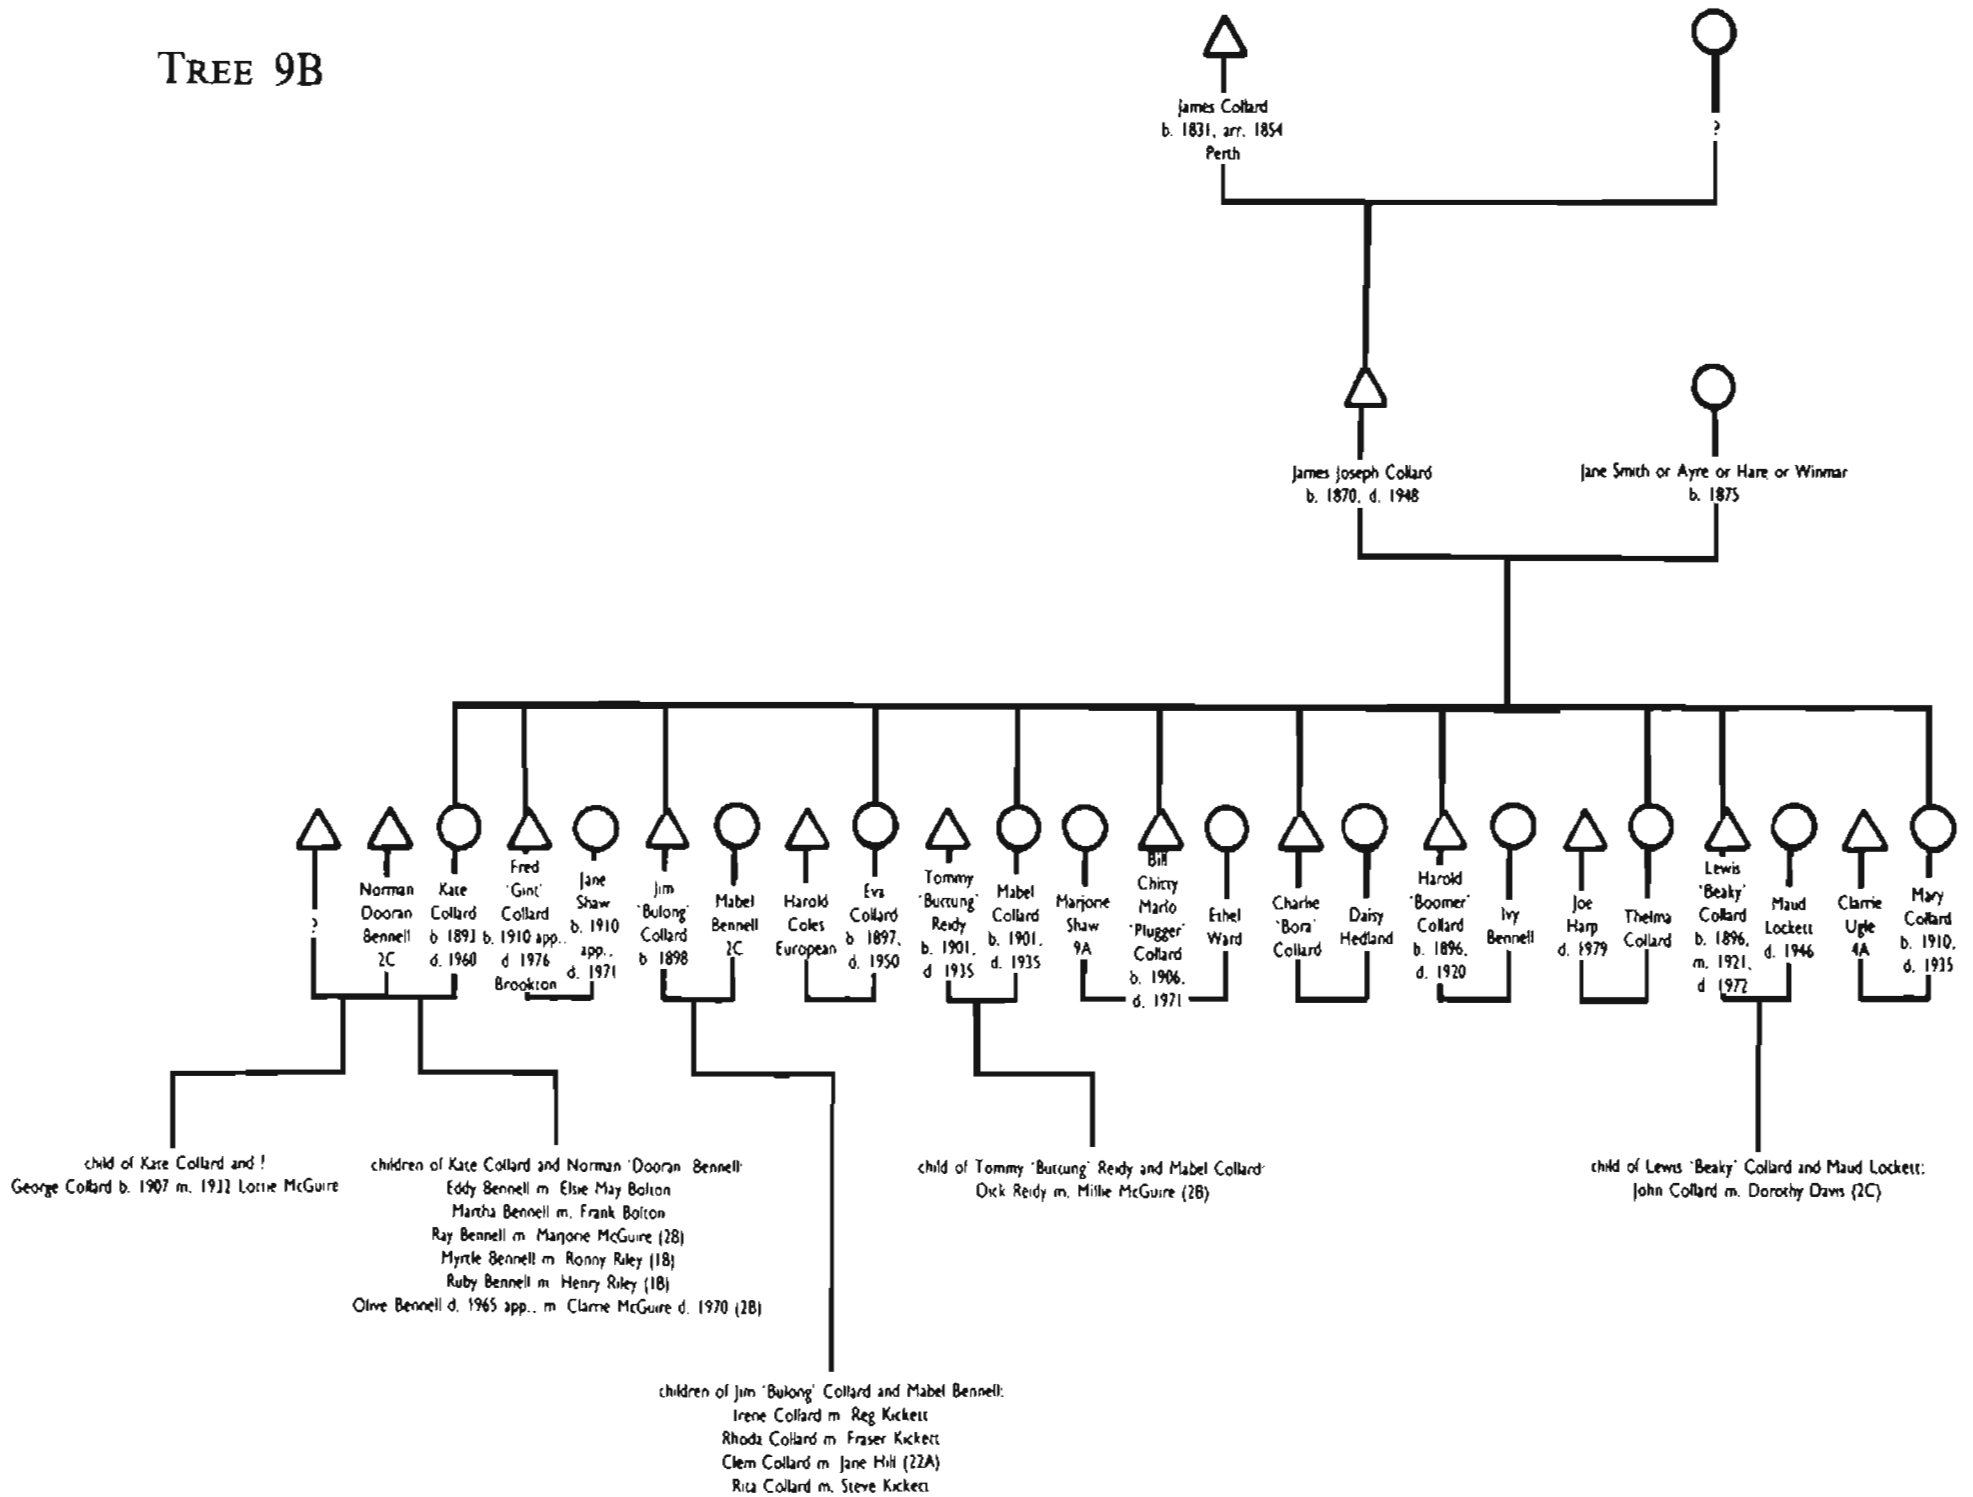 TREE 9B
James Collard
b. 1831, arr. 1854
Perth
?
James Joseph Collard
b. 1870, d. 1948
Jane Smith or Ayre or Hare or Winmar
b. 1875
?
Norman
Dooran
Bennell
2C
Kate
Collard
b 1893
d. 1960
Fred
'Gint'
Collard
b. 1910 app..
d 1976
Brookton
Jane
Shaw
b. 1910
app.,
d. 1971
Jim
'Bulong'
Collard
b 1898
Mabel
Bennell
2C
Harold
Coles
European
Eva
Collard
b 1897,
d. 1950
Tommy
'Buttung'
Reidy
b. 1901,
d 1935
Mabel
Collard
b. 1901.
d. 1935
Marjorie
Shaw
9A
Bill
Chitty
Marlo
'Plugger'
Collard
b. 1906.
d. 1971
Ethel
Ward
Charlie
'Bora'
Collard
Daisy
Hedland
Harold
'Boomer'
Collard
b. 1896,
d. 1920
Ivy
Bennell
Joe
Harp
d. 1979
Thelma
Collard
Lewis
'Beaky'
Collard
b. 1896,
m. 1921,
d 1972
Maud
Lockett
d. 1946
Clarrie
Ugle
4A
Mary
Collard
b. 1910,
d. 1935
child of Kate Collard and ?
George Collard b. 1907 m. 1932 Lorrie McGuire
children of Kate Collard and Norman 'Dooran Bennell'
Eddy Bennell m Elsie May Bolton
Martha Bennell m. Frank Bolton
Ray Bennell m Marjorie McGuire (2B)
Myrtle Bennell m Ronny Riley (1B)
Ruby Bennell m Henry Riley (1B)
Olive Bennell d. 1965 app., m Clarrie McGuire d. 1970 (2B)
children of Jim 'Bulong' Collard and Mabel Bennell:
Irene Collard m Reg Kickett
Rhoda Collard m Fraser Kickett
Clem Collard m Jane Hill (22A)
Rita Collard m. Steve Kickett
child of Tommy 'Buttung' Reidy and Mabel Collard
Dick Reidy m. Millie McGuire (2B)
child of Lewis 'Beaky' Collard and Maud Lockett:
John Collard m. Dorothy Davis (2C)